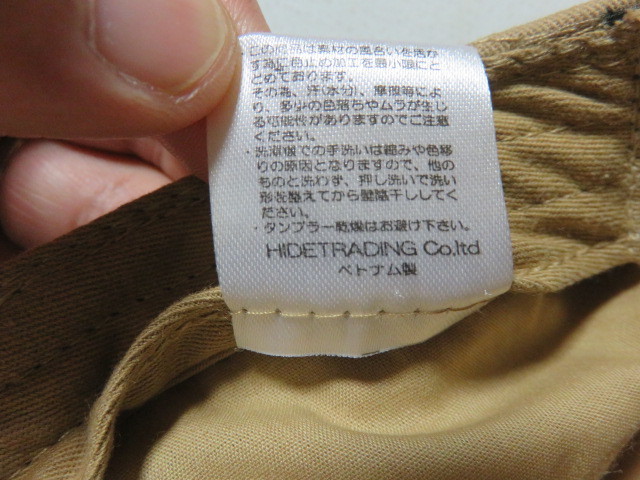 この商品は素材の風合いを活か
す為に色止め加工を最小限にと
どめております。
その為、汗(水分)、摩擦等によ
り、多少の色落ちやムラが生じ
る可能性がありますのでご注意
ください。
・洗濯後での手洗いは縮みや色移
りの原因となりますので、他の
ものと洗わず、押し洗いで洗い
形を整えてから壁陰干ししてく
ださい。
・タンブラー乾燥はお避け下さい。
HIDETRADING Co.ltd
ベトナム製